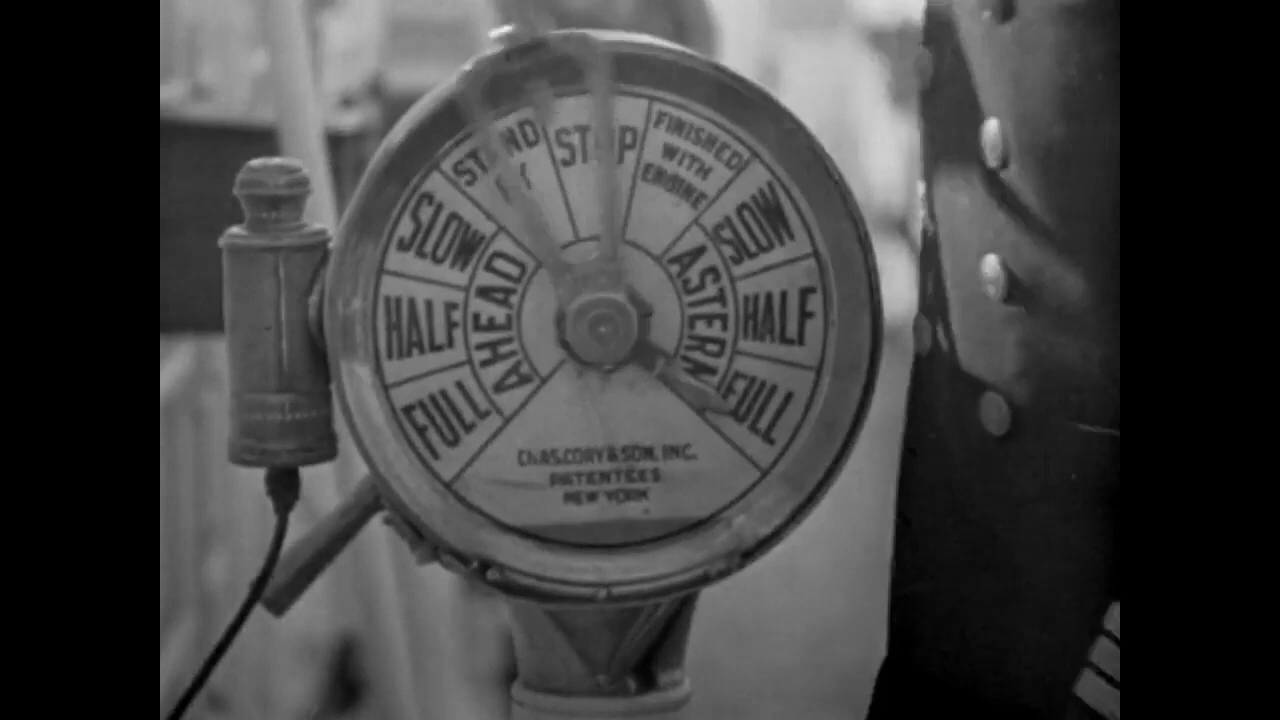 STAND
BY
STOP
FINISHED
WITH
ENGINE
SLOW
HALF
FULL
AHEAD
SLOW
HALF
FULL
ASTERN
CHAS. CORY & SON, INC.
PATENTEES
NEW YORK